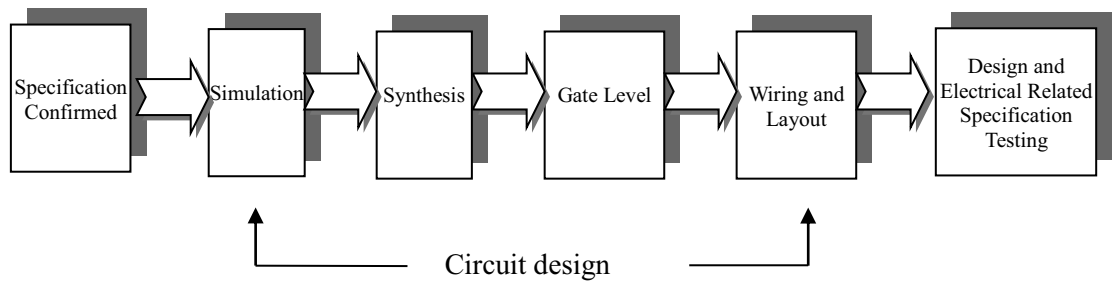 Specification
Confirmed
Simulation
Synthesis
Gate Level
Wiring and
Layout
Design and
Electrical Related
Specification
Testing
Circuit design